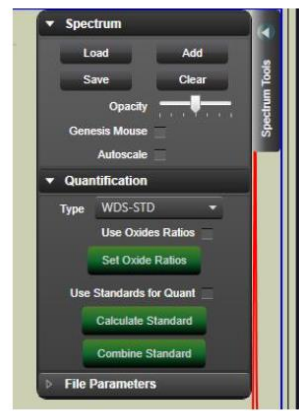 Spectrum
Load Add
Save Clear
Opacity
Genesis Mouse
Autoscale
Quantification
Type WDS-STD
Use Oxides Ratios
Set Oxide Ratios
Use Standards for Quant
Calculate Standard
Combine Standard
File Parameters
Spectrum Tools